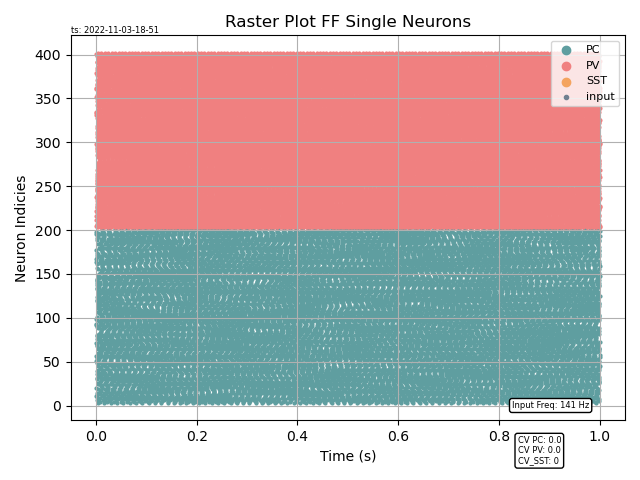 Raster Plot FF Single Neurons
ts: 2022-11-03-18-51
PC
PV
SST
input
400
350
300
250
200
150
100
50
0
Neuron Indicies
Input Freq: 141 Hz
0.0 0.2 0.4 0.6 0.8 1.0
Time (s)
CV PC: 0.0
CV PV: 0.0
CV_SST: 0